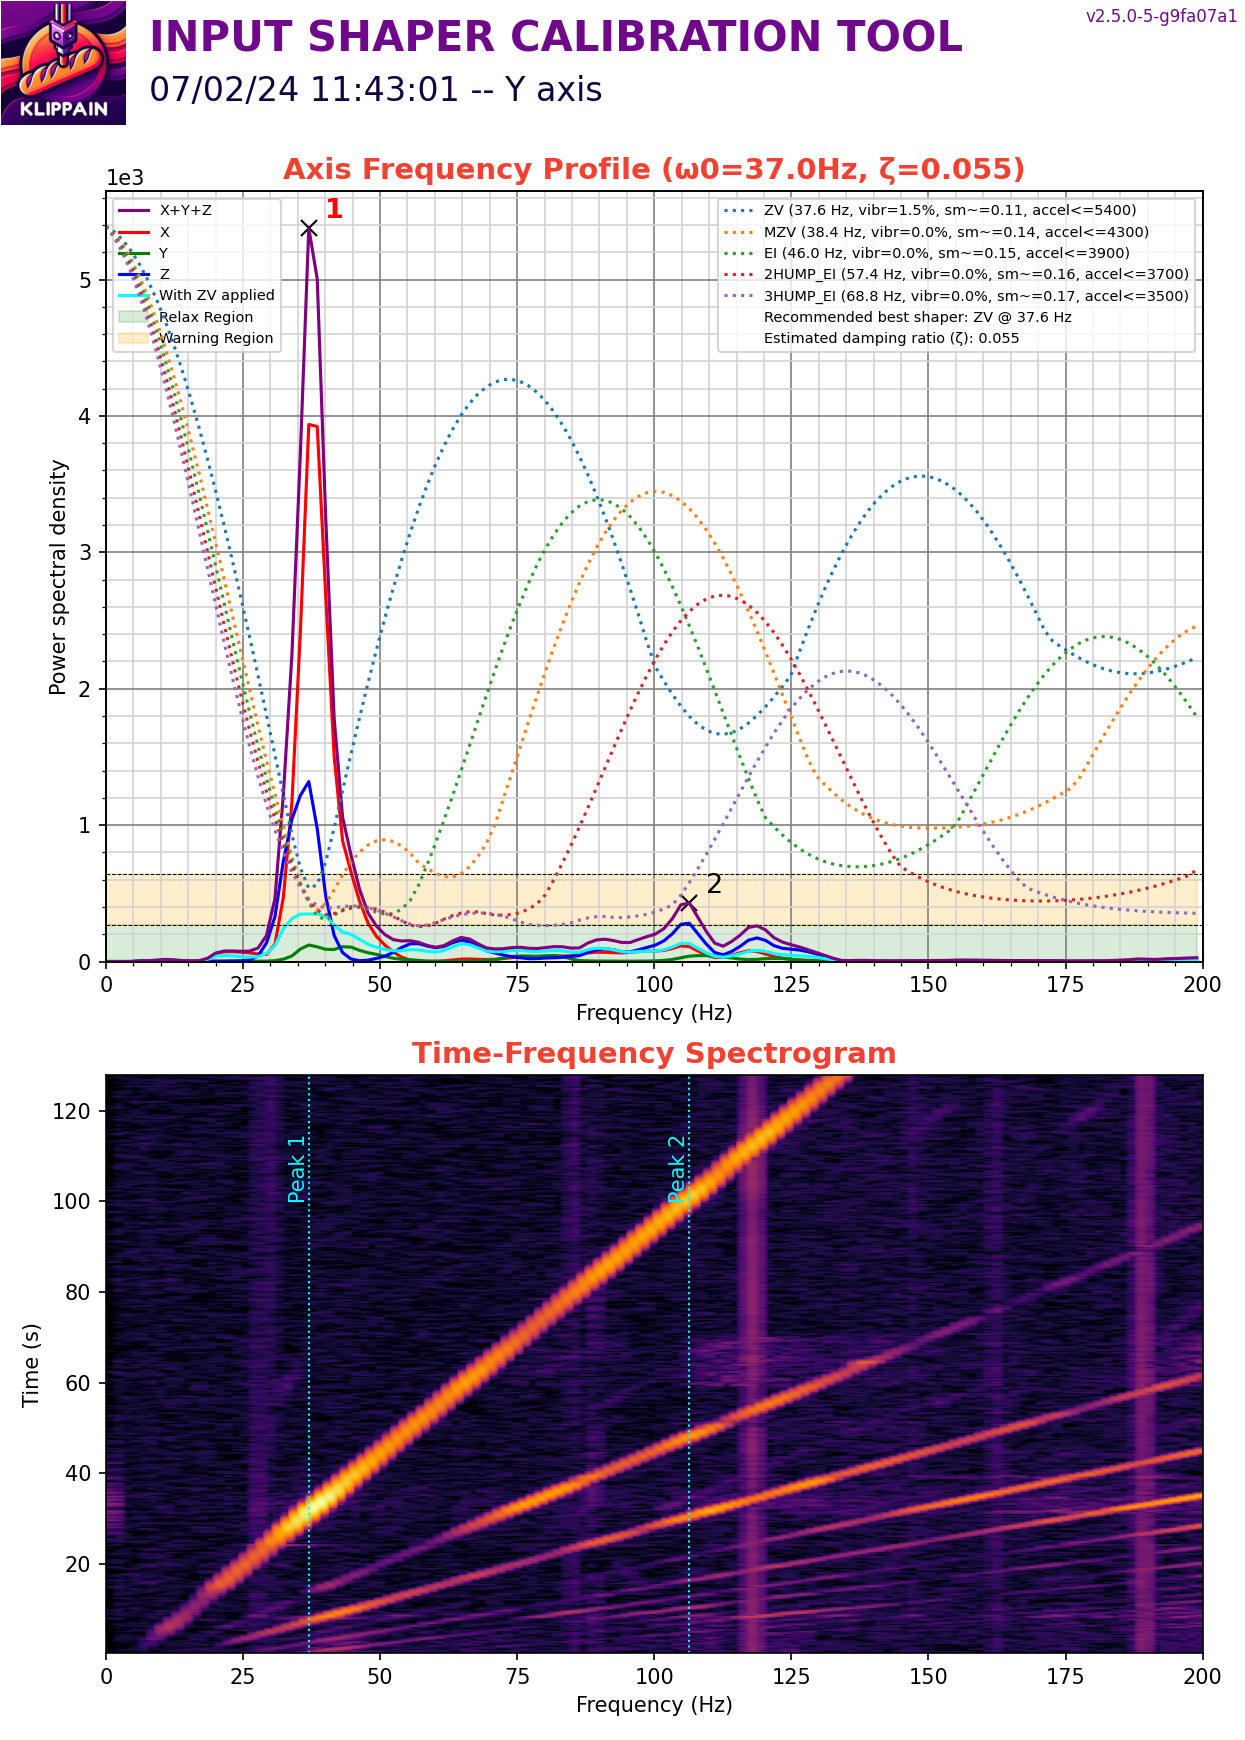 v2.5.0-5-g9fa07a1
INPUT SHAPER CALIBRATION TOOL
07/02/24 11:43:01 -- Y axis
KLIPPAIN
Axis Frequency Profile (ω0=37.0Hz, ζ=0.055)
1e3
X+Y+Z
X
Y
Z
With ZV applied
Relax Region
Warning Region
1
ZV (37.6 Hz, vibr=1.5%, sm~=0.11, accel<=5400)
MZV (38.4 Hz, vibr=0.0%, sm~=0.14, accel<=4300)
EI (46.0 Hz, vibr=0.0%, sm~=0.15, accel<=3900)
2HUMP_EI (57.4 Hz, vibr=0.0%, sm~=0.16, accel<=3700)
3HUMP_EI (68.8 Hz, vibr=0.0%, sm~=0.17, accel<=3500)
Recommended best shaper: ZV @ 37.6 Hz
Estimated damping ratio (ζ): 0.055
Power spectral density
5
4
3
2
1
0
2
0 25 50 75 100 125 150 175 200
Frequency (Hz)
Time-Frequency Spectrogram
Time (s)
120
100
80
60
40
20
Peak 1
Peak 2
0 25 50 75 100 125 150 175 200
Frequency (Hz)